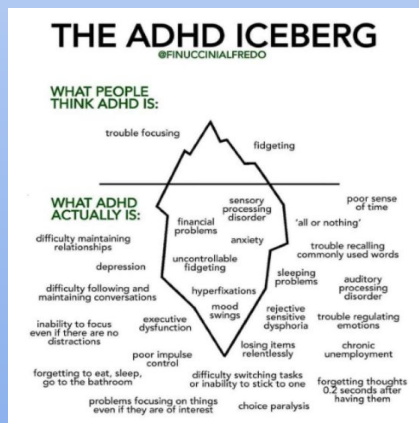 THE ADHD ICEBERG
@FINUCCINIALFREDO
WHAT PEOPLE
THINK ADHD IS:
trouble focusing
fidgeting
WHAT ADHD
ACTUALLY IS:
sensory
processing
disorder
poor sense
of time
financial
problems
'all or nothing'
difficulty maintaining
relationships
anxiety
trouble recalling
commonly used words
depression
uncontrollable
fidgeting
sleeping
problems
auditory
processing
disorder
difficulty following and
maintaining conversations
hyperfixations
mood
swings
inability to focus
even if there are no
distractions
executive
dysfunction
rejective
sensitive
dysphoria
trouble regulating
emotions
poor impulse
control
losing items
relentlessly
chronic
unemployment
forgetting to eat, sleep,
go to the bathroom
difficulty switching tasks
or inability to stick to one
forgetting thoughts
0.2 seconds after
having them
problems focusing on things
even if they are of interest
choice paralysis